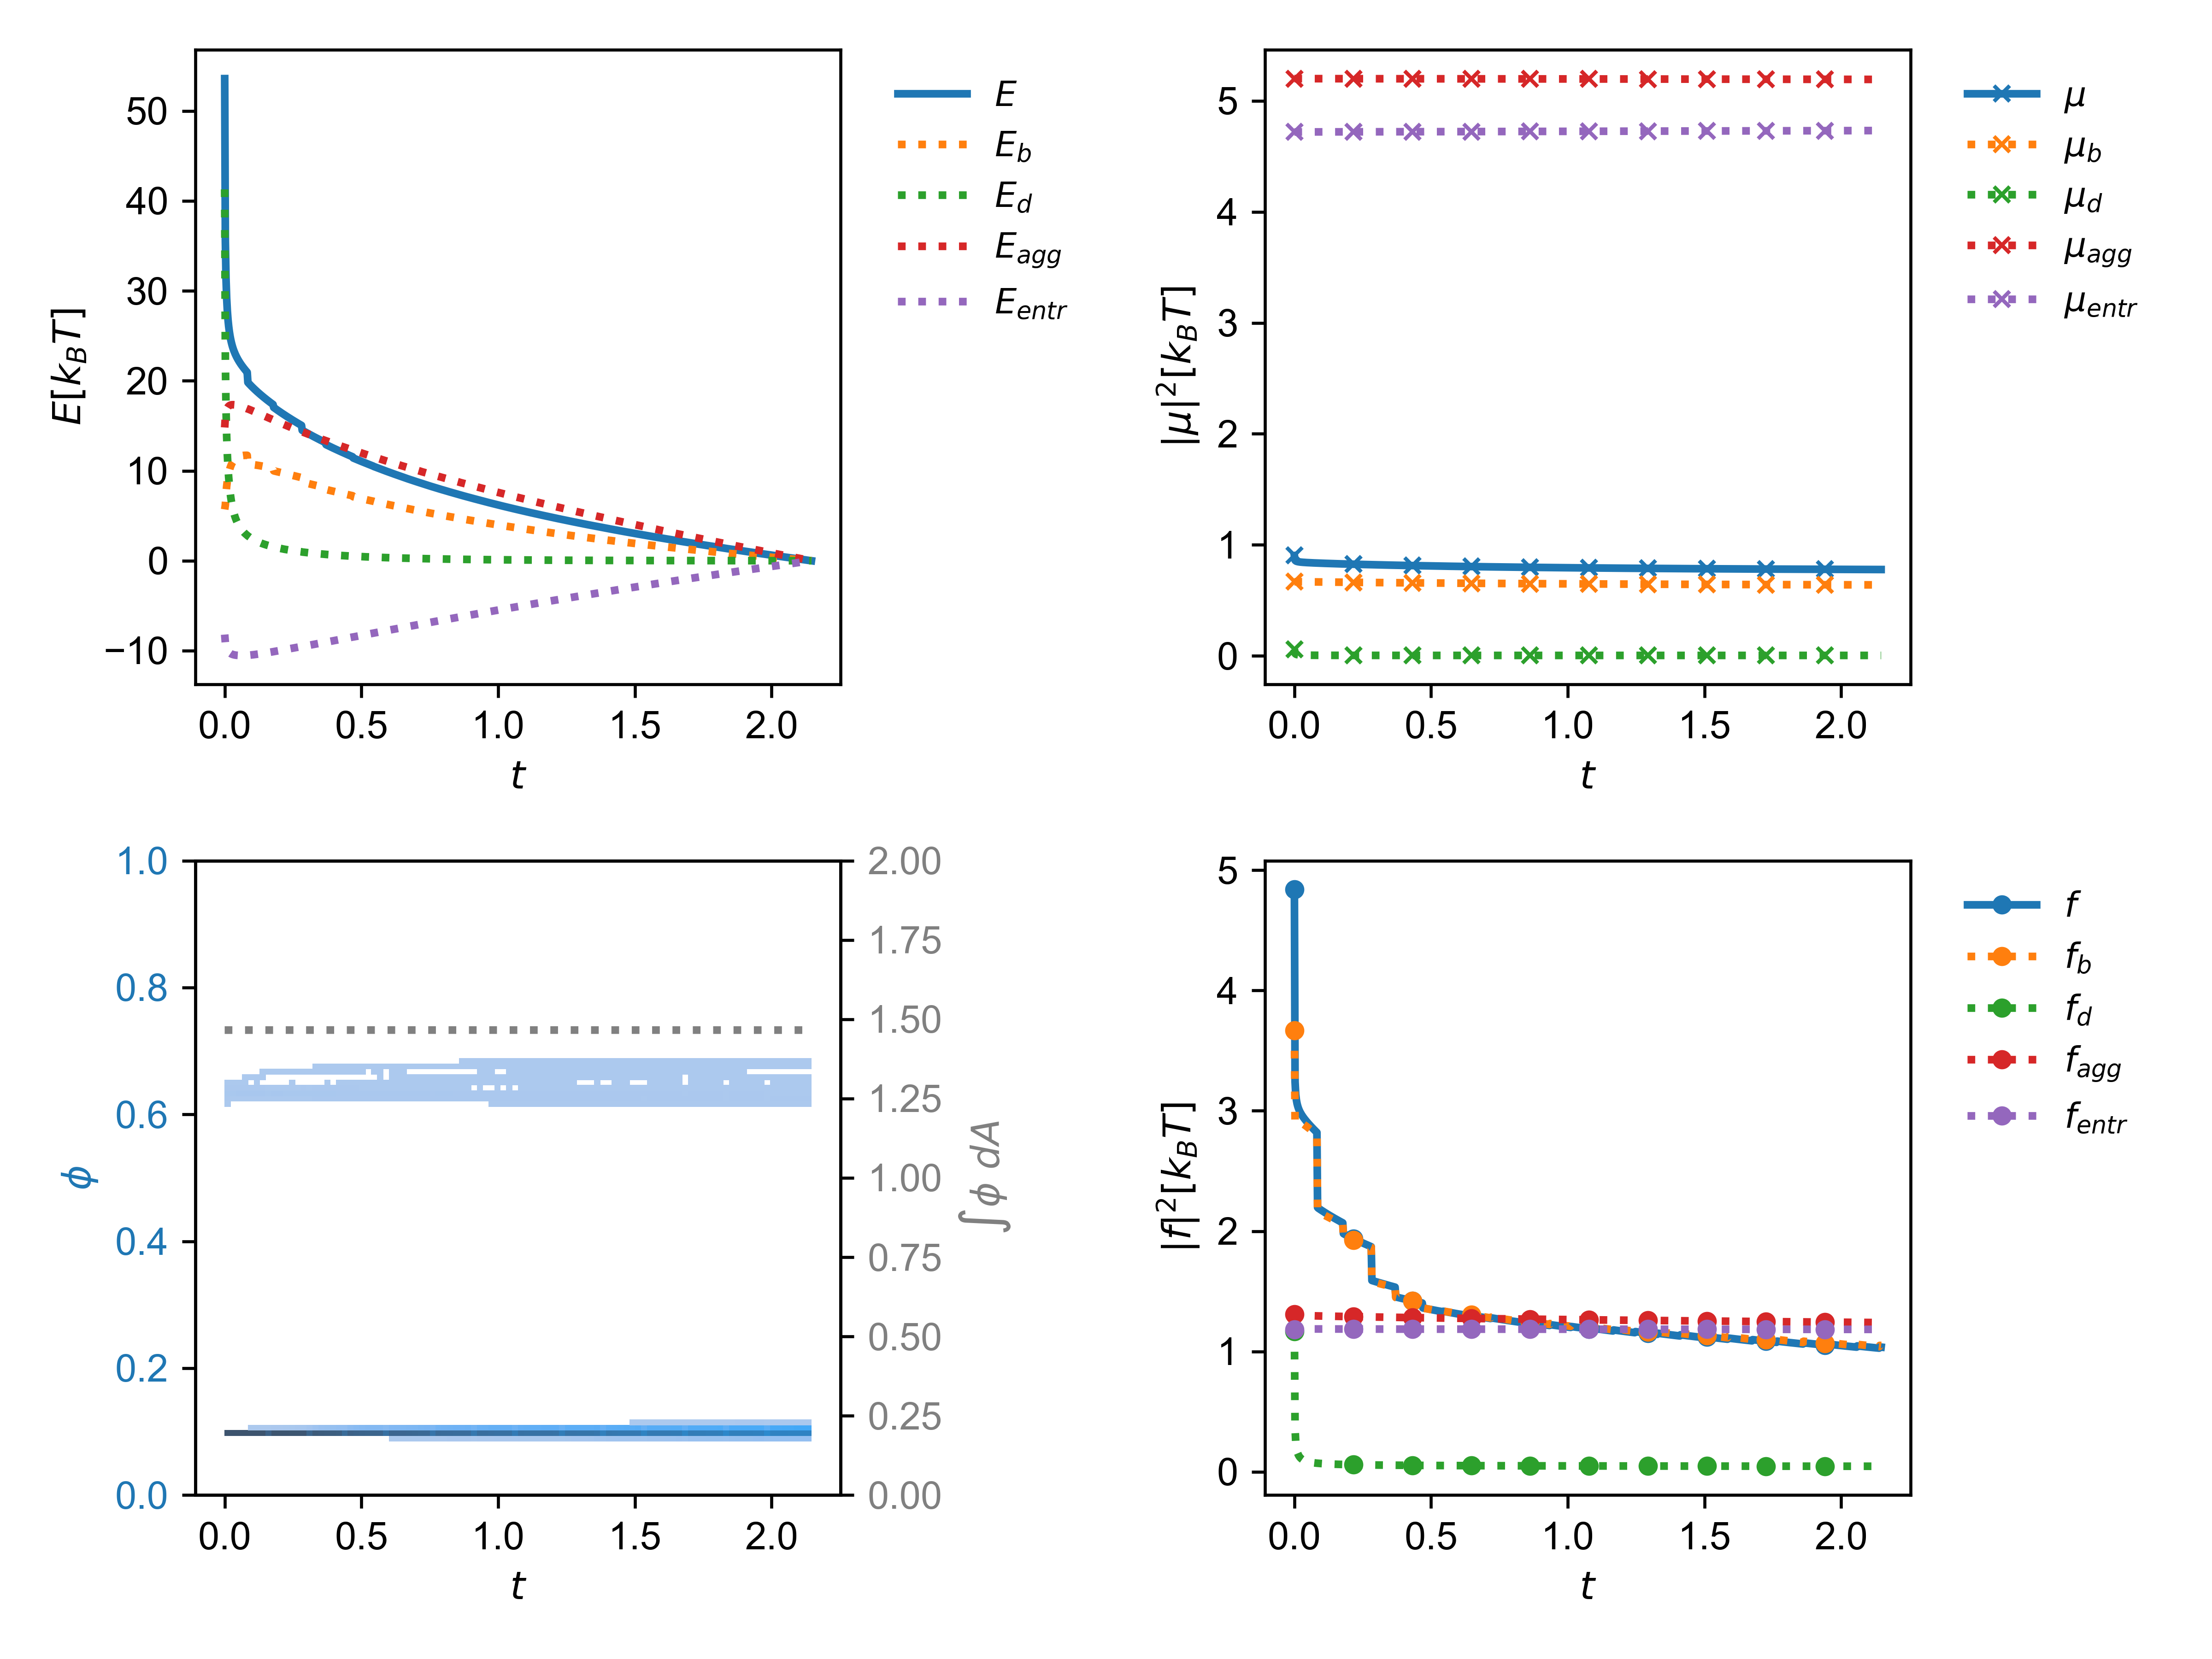 E[k_BT]
50
40
30
20
10
0
−10
0.0 0.5 1.0 1.5 2.0
t
E
E_b
E_d
E_agg
E_entr
|μ|²[k_BT]
5
4
3
2
1
0
0.0 0.5 1.0 1.5 2.0
t
μ
μ_b
μ_d
μ_agg
μ_entr
ϕ
1.0
0.8
0.6
0.4
0.2
0.0
0.0 0.5 1.0 1.5 2.0
t
2.00
1.75
1.50
1.25
1.00
0.75
0.50
0.25
0.00
∫ϕ dA
|f|²[k_BT]
5
4
3
2
1
0
0.0 0.5 1.0 1.5 2.0
t
f
f_b
f_d
f_agg
f_entr